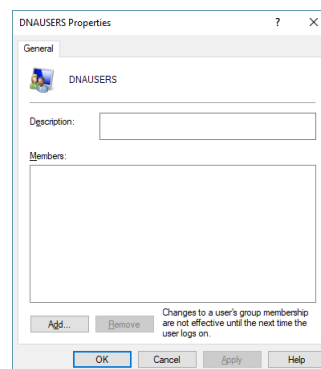 DNAUSERS Properties
?
×
General
DNAUSERS
Description:
Members:
Add...
Remove
Changes to a user's group membership
are not effective until the next time the
user logs on.
OK
Cancel
Apply
Help